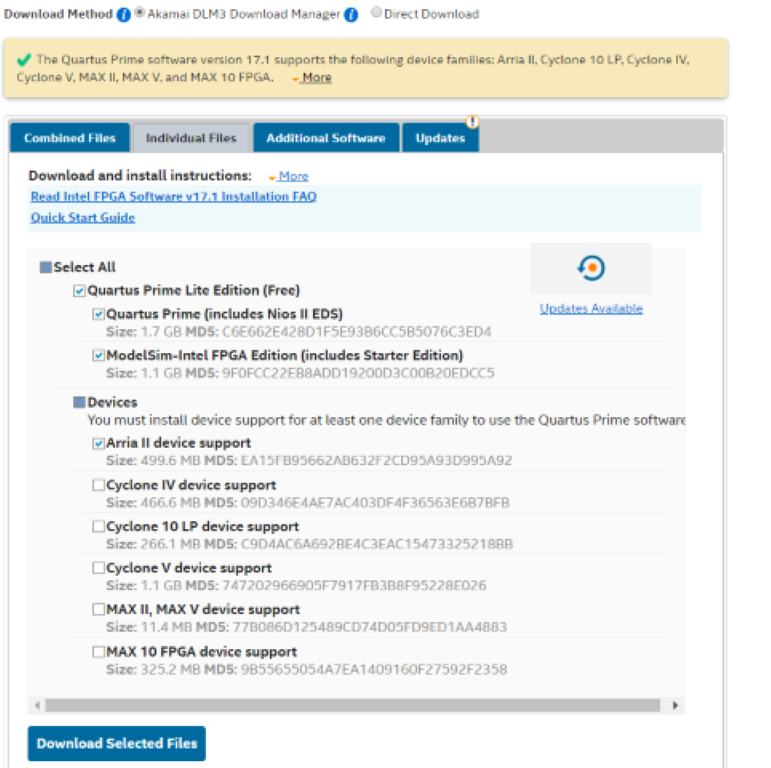 Download Method Akamai DLM3 Download Manager Direct Download
The Quartus Prime software version 17.1 supports the following device families: Arria II, Cyclone 10 LP, Cyclone IV,
Cyclone V, MAX II, MAX V, and MAX 10 FPGA. More
Combined Files Individual Files Additional Software Updates !
Download and install instructions: More
Read Intel FPGA Software v17.1 Installation FAQ
Quick Start Guide
Select All
Quartus Prime Lite Edition (Free)
Updates Available
Quartus Prime (includes Nios II EDS)
Size: 1.7 GB MD5: C6E662E428D1F5E93B6CC5B5076C3ED4
ModelSim-Intel FPGA Edition (includes Starter Edition)
Size: 1.1 GB MD5: 9F0FCC22EB8ADD19200D3C00B20EDCC5
Devices
You must install device support for at least one device family to use the Quartus Prime software
Arria II device support
Size: 499.6 MB MD5: EA15FB95662AB632F2CD95A93D995A92
Cyclone IV device support
Size: 466.6 MB MD5: 09D346E4AE7AC403DF4F36563E6B7BFB
Cyclone 10 LP device support
Size: 266.1 MB MD5: C9D4AC6A692BE4C3EAC15473325218BB
Cyclone V device support
Size: 1.1 GB MD5: 747202966905F7917FB3B8F95228E026
MAX II, MAX V device support
Size: 11.4 MB MD5: 77B086D125489CD74D05FD9ED1AA4883
MAX 10 FPGA device support
Size: 325.2 MB MD5: 9B55655054A7EA1409160F27592F2358
Download Selected Files